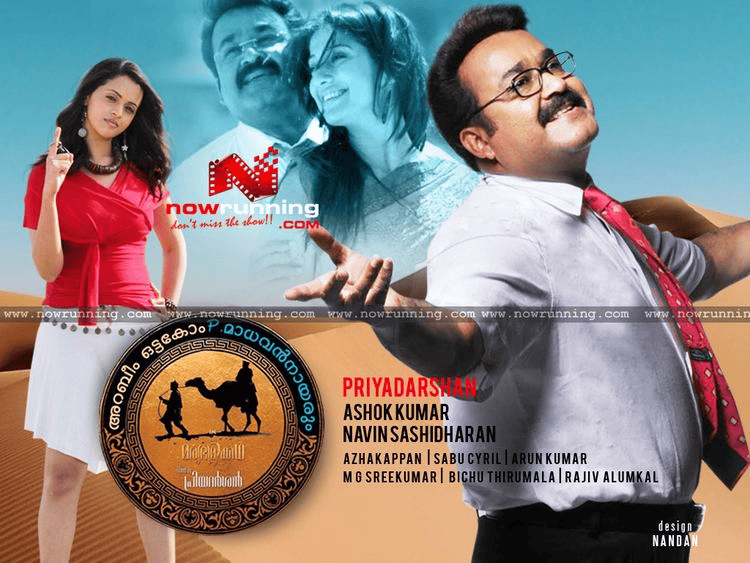 nowrunning
don't miss the show!! .COM
www.nowrunning.com www.nowrunning.com www.nowrunning.com www.nowrunning.com www.nowrunning.com
അറബീം ഒട്ടകോം P. മാധവൻനായരും
പ്രിയദർശൻ
PRIYADARSHAN
ASHOK KUMAR
NAVIN SASHIDHARAN
AZHAKAPPAN | SABU CYRIL | ARUN KUMAR
M G SREEKUMAR | BICHU THIRUMALA | RAJIV ALUMKAL
design
NANDAN